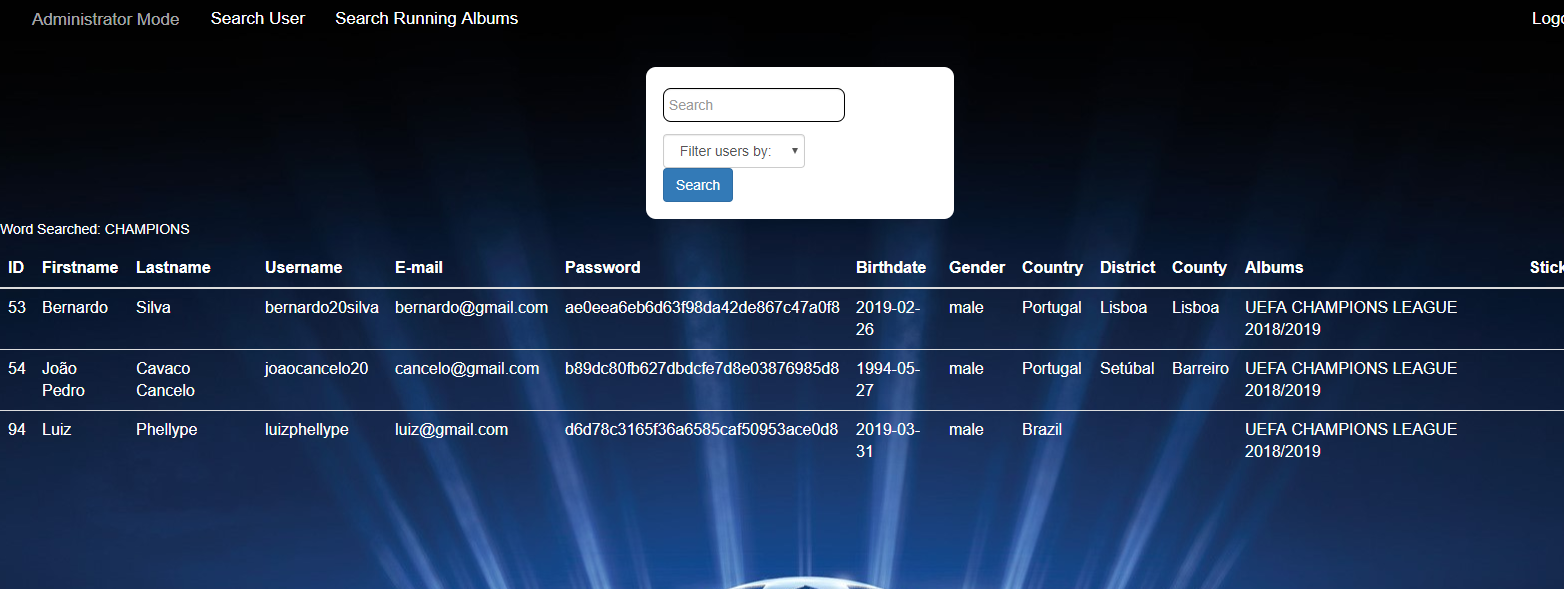 Administrator Mode Search User Search Running Albums Logo
Search
Filter users by:
Search
Word Searched: CHAMPIONS
ID Firstname Lastname Username E-mail Password Birthdate Gender Country District County Albums Stick
53 Bernardo Silva bernardo20silva bernardo@gmail.com ae0eea6eb6d63f98da42de867c47a0f8 2019-02- male Portugal Lisboa Lisboa UEFA CHAMPIONS LEAGUE
26 2018/2019
54 João Cavaco joaocancelo20 cancelo@gmail.com b89dc80fb627dbdcfe7d8e03876985d8 1994-05- male Portugal Setúbal Barreiro UEFA CHAMPIONS LEAGUE
Pedro Cancelo 27 2018/2019
94 Luiz Phellype luizphellype luiz@gmail.com d6d78c3165f36a6585caf50953ace0d8 2019-03- male Brazil UEFA CHAMPIONS LEAGUE
31 2018/2019